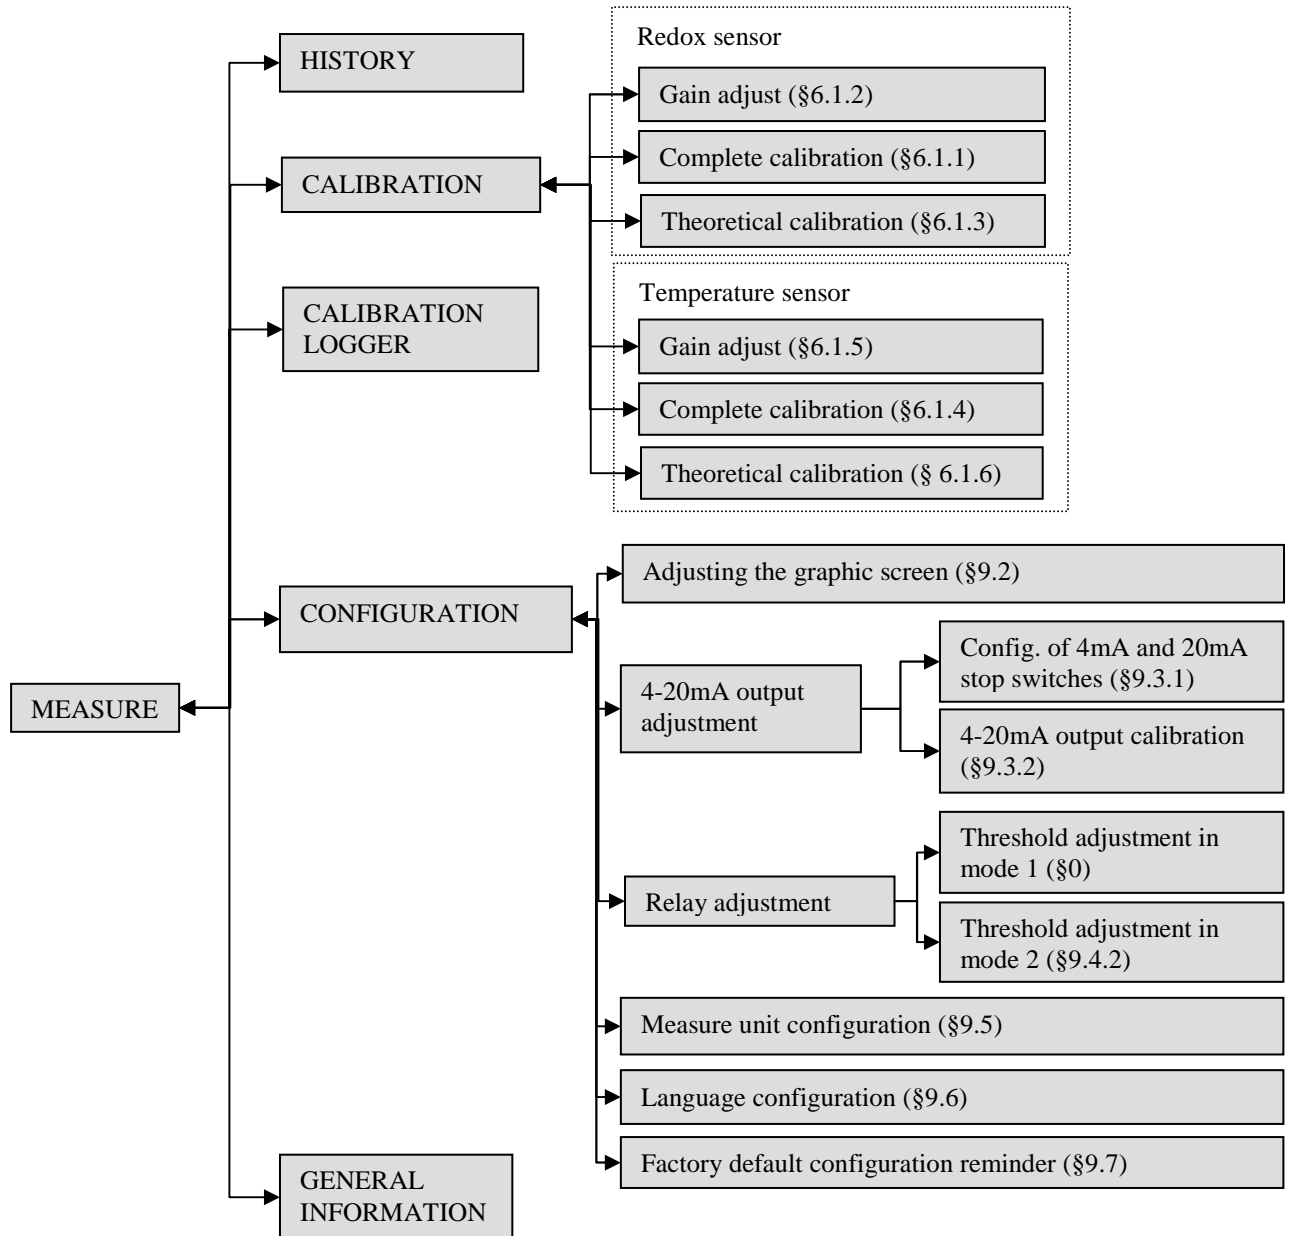 MEASURE
HISTORY
CALIBRATION
Redox sensor
Gain adjust (§6.1.2)
Complete calibration (§6.1.1)
Theoretical calibration (§6.1.3)
Temperature sensor
Gain adjust (§6.1.5)
Complete calibration (§6.1.4)
Theoretical calibration (§ 6.1.6)
CALIBRATION
LOGGER
CONFIGURATION
Adjusting the graphic screen (§9.2)
4-20mA output
adjustment
Config. of 4mA and 20mA
stop switches (§9.3.1)
4-20mA output calibration
(§9.3.2)
Relay adjustment
Threshold adjustment in
mode 1 (§0)
Threshold adjustment in
mode 2 (§9.4.2)
Measure unit configuration (§9.5)
Language configuration (§9.6)
Factory default configuration reminder (§9.7)
GENERAL
INFORMATION